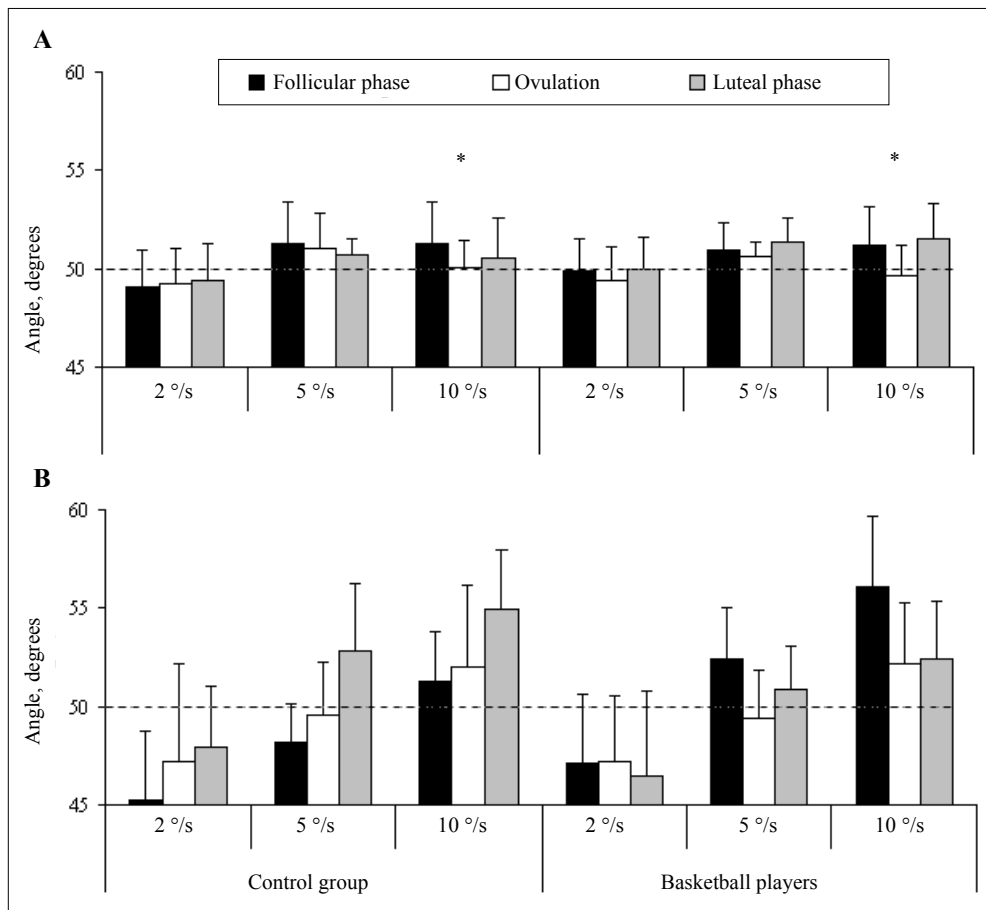 A
60
Follicular phase Ovulation Luteal phase
55
* *
50
45
Angle, degrees
2 °/s 5 °/s 10 °/s 2 °/s 5 °/s 10 °/s
B
60
55
50
45
Angle, degrees
2 °/s 5 °/s 10 °/s 2 °/s 5 °/s 10 °/s
Control group Basketball players